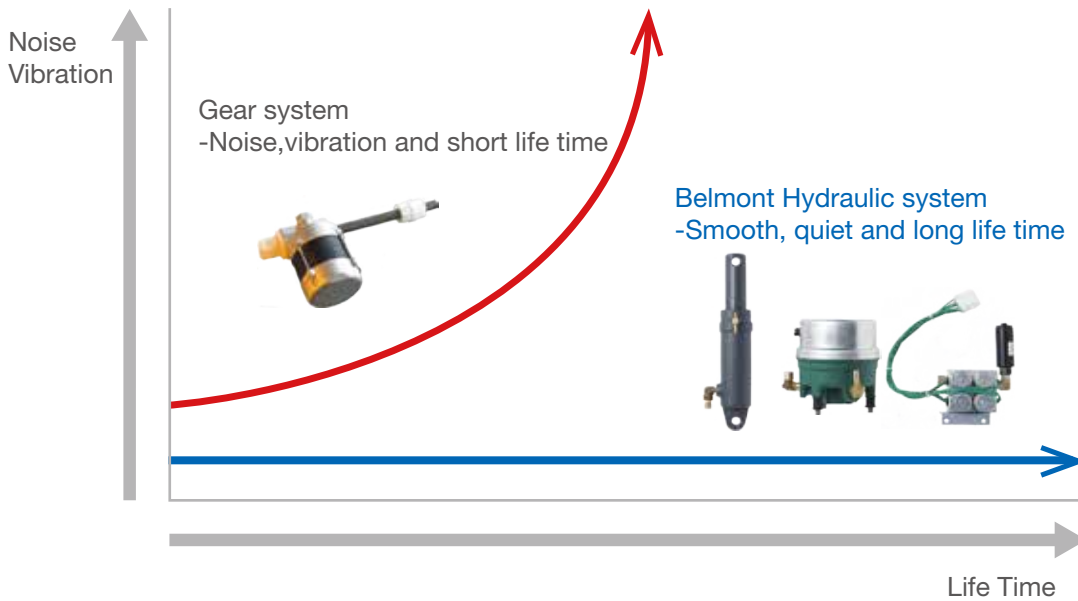 Noise
Vibration
Gear system
-Noise,vibration and short life time
Belmont Hydraulic system
-Smooth, quiet and long life time
Life Time